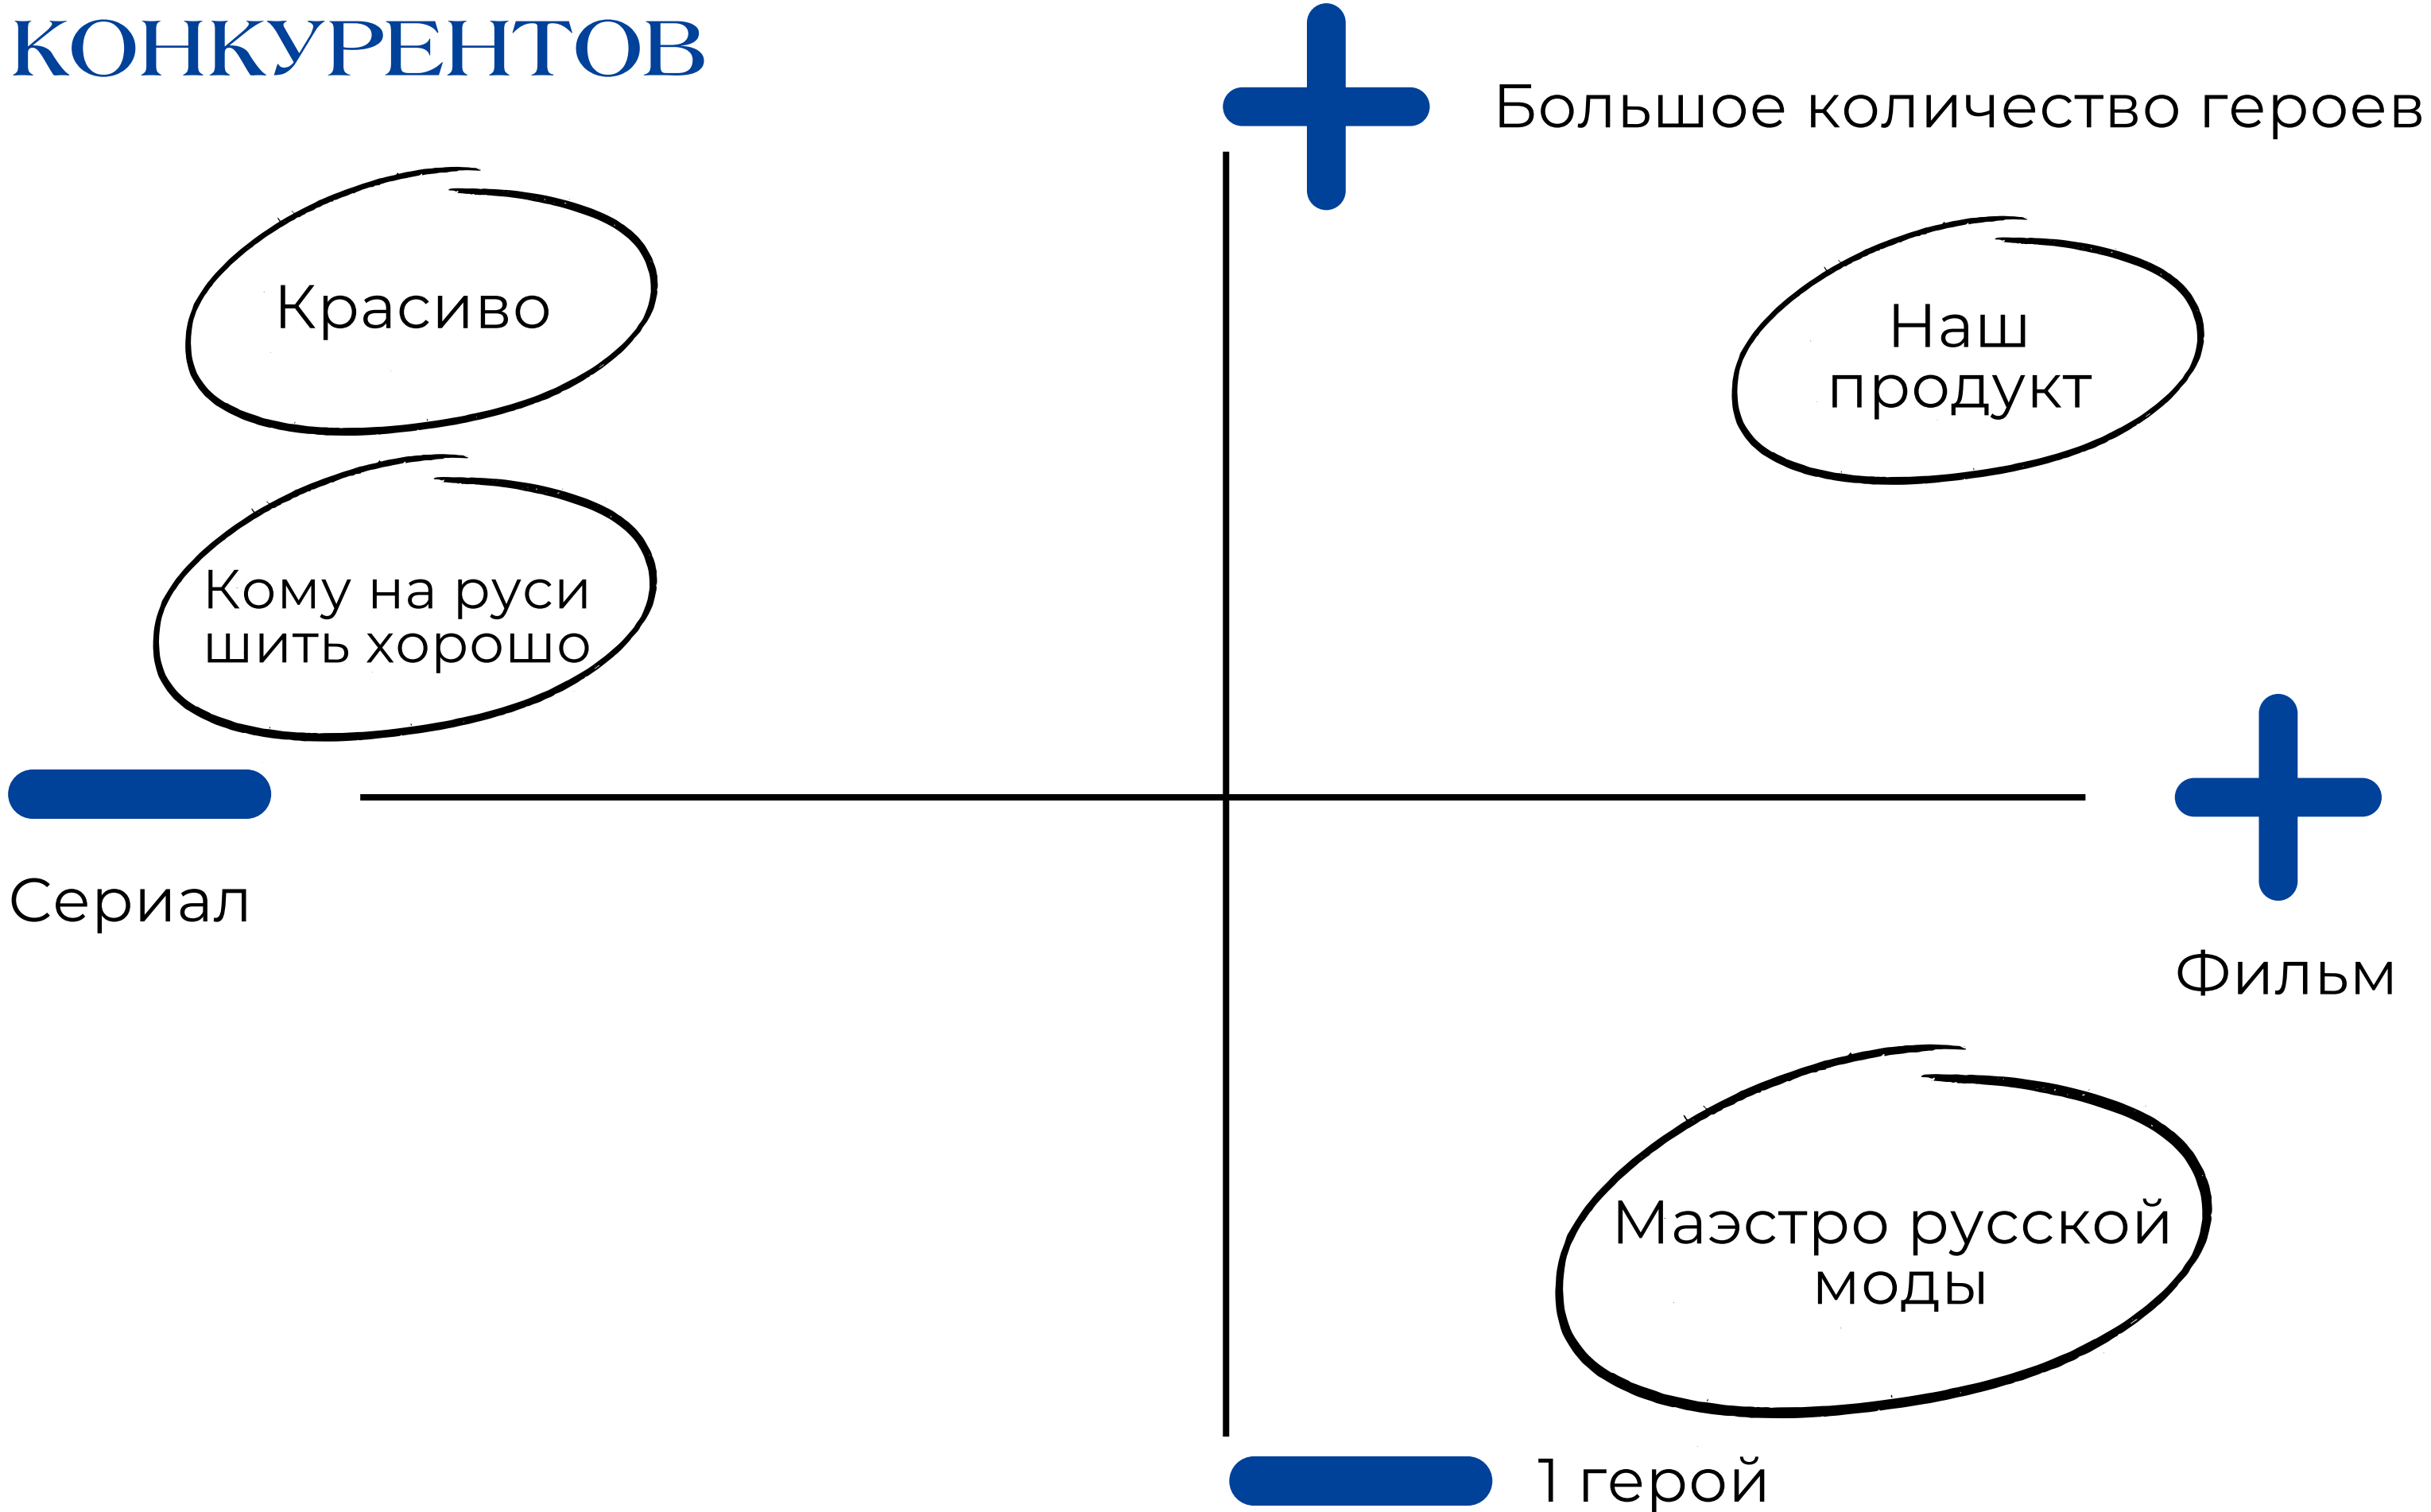 КОНКУРЕНТОВ
Большое количество героев
Красиво
Наш
продукт
Кому на руси
шить хорошо
Сериал
Фильм
Маэстро русской
моды
1 герой